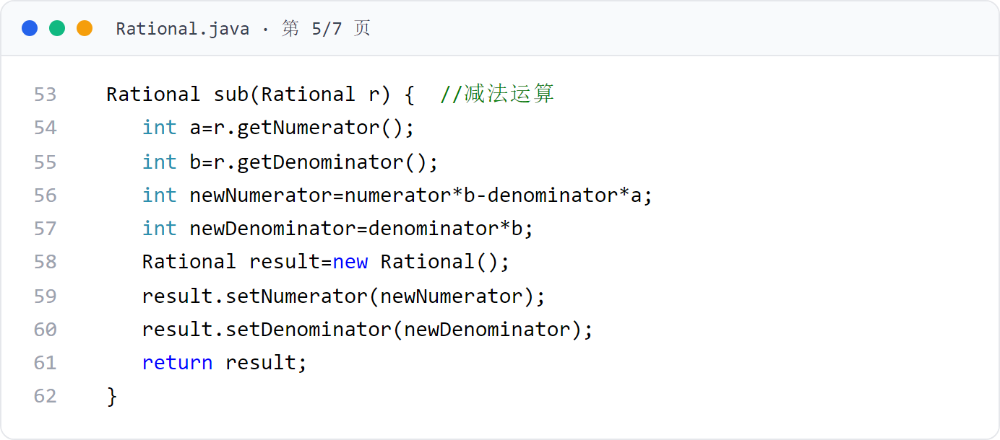 Rational.java · 第 5/7 页
53    Rational sub(Rational r) {  //减法运算
54       int a=r.getNumerator();
55       int b=r.getDenominator();
56       int newNumerator=numerator*b-denominator*a;
57       int newDenominator=denominator*b;
58       Rational result=new Rational();
59       result.setNumerator(newNumerator);
60       result.setDenominator(newDenominator);
61       return result;
62    }